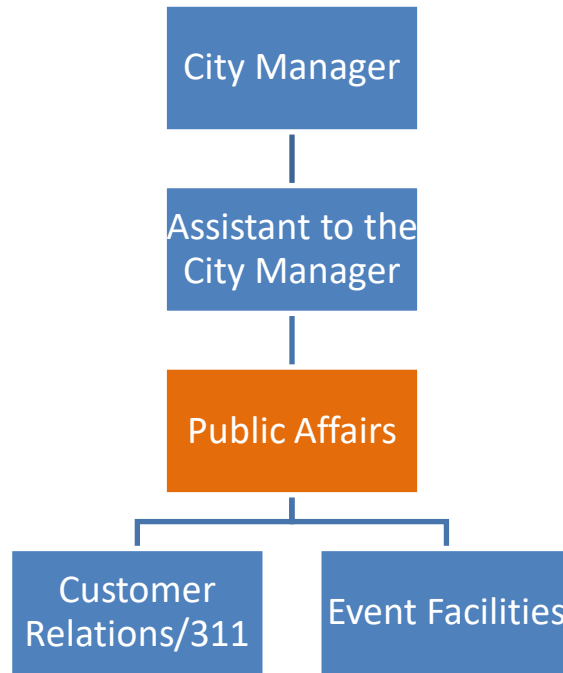 City Manager
Assistant to the
City Manager
Public Affairs
Customer
Relations/311
Event Facilities